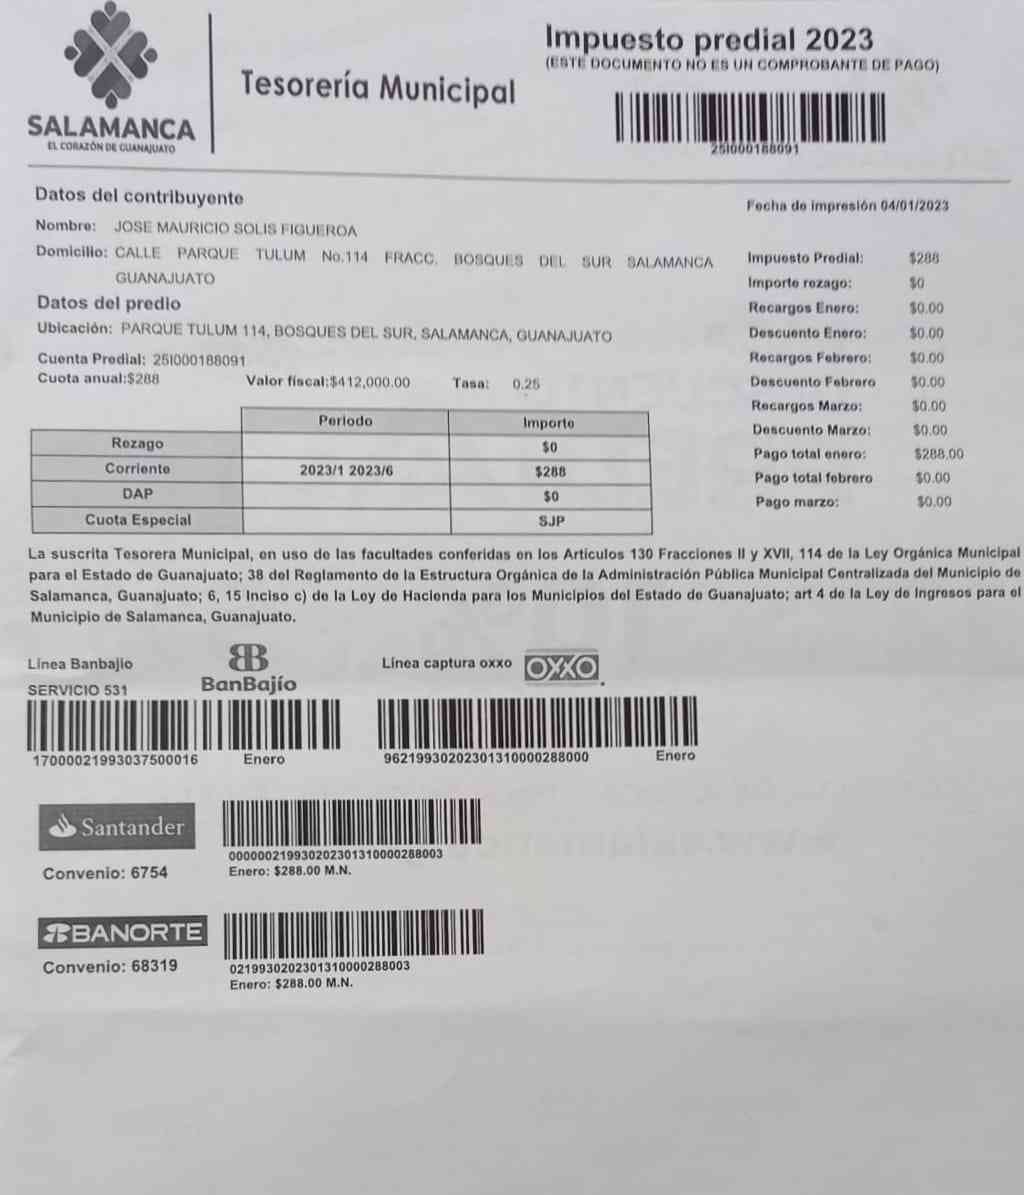 SALAMANCA
EL CORAZÓN DE GUANAJUATO
Tesorería Municipal
Impuesto predial 2023
(ESTE DOCUMENTO NO ES UN COMPROBANTE DE PAGO)
25I000188091
Datos del contribuyente
Nombre: JOSE MAURICIO SOLIS FIGUEROA
Domicilio: CALLE PARQUE TULUM No.114 FRACC. BOSQUES DEL SUR SALAMANCA
GUANAJUATO
Datos del predio
Ubicación: PARQUE TULUM 114, BOSQUES DEL SUR, SALAMANCA, GUANAJUATO
Cuenta Predial: 25I000188091
Cuota anual:$288 Valor fiscal:$412,000.00 Tasa: 0.25
Fecha de impresión 04/01/2023
Impuesto Predial: $288
Importe rezago: $0
Recargos Enero: $0.00
Descuento Enero: $0.00
Recargos Febrero: $0.00
Descuento Febrero $0.00
Recargos Marzo: $0.00
Descuento Marzo: $0.00
Pago total enero: $288.00
Pago total febrero $0.00
Pago marzo: $0.00
Periodo Importe
Rezago $0
Corriente 2023/1 2023/6 $288
DAP $0
Cuota Especial SJP
La suscrita Tesorera Municipal, en uso de las facultades conferidas en los Artículos 130 Fracciones II y XVII, 114 de la Ley Orgánica Municipal
para el Estado de Guanajuato; 38 del Reglamento de la Estructura Orgánica de la Administración Pública Municipal Centralizada del Municipio de
Salamanca, Guanajuato; 6, 15 Inciso c) de la Ley de Hacienda para los Municipios del Estado de Guanajuato; art 4 de la Ley de Ingresos para el
Municipio de Salamanca, Guanajuato.
Línea Banbajio
SERVICIO 531
BanBajío
17000021993037500016 Enero
Línea captura oxxo OXXO
96219930202301310000288000 Enero
Santander
Convenio: 6754
000000219930202301310000288003
Enero: $288.00 M.N.
BANORTE
Convenio: 68319
0219930202301310000288003
Enero: $288.00 M.N.